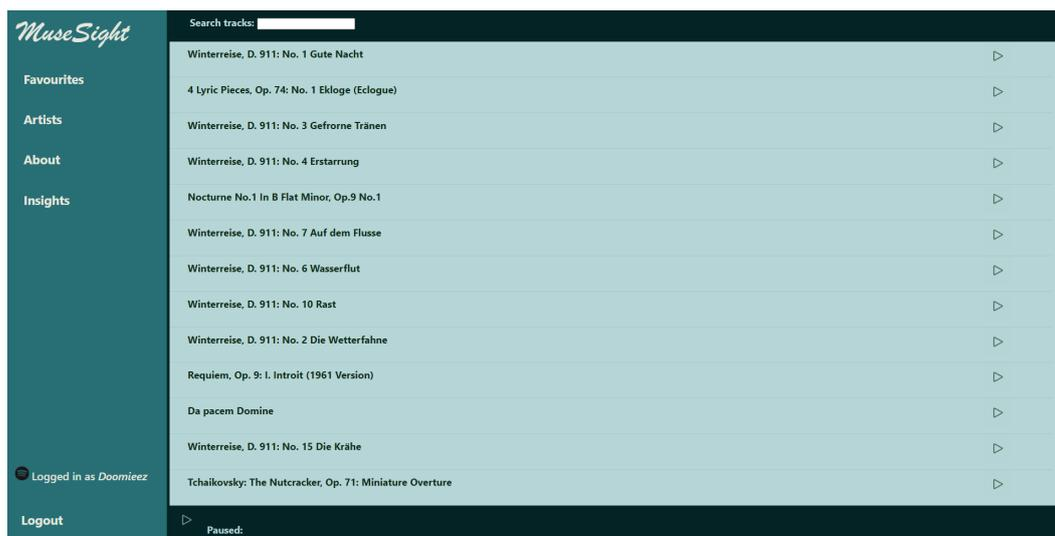 MuseSight
Favourites
Artists
About
Insights
Logged in as Doomieez
Logout
Search tracks:
Winterreise, D. 911: No. 1 Gute Nacht
4 Lyric Pieces, Op. 74: No. 1 Ekloge (Eclogue)
Winterreise, D. 911: No. 3 Gefrorne Tränen
Winterreise, D. 911: No. 4 Erstarrung
Nocturne No.1 In B Flat Minor, Op.9 No.1
Winterreise, D. 911: No. 7 Auf dem Flusse
Winterreise, D. 911: No. 6 Wasserflut
Winterreise, D. 911: No. 10 Rast
Winterreise, D. 911: No. 2 Die Wetterfahne
Requiem, Op. 9: I. Introit (1961 Version)
Da pacem Domine
Winterreise, D. 911: No. 15 Die Krähe
Tchaikovsky: The Nutcracker, Op. 71: Miniature Overture
Paused: